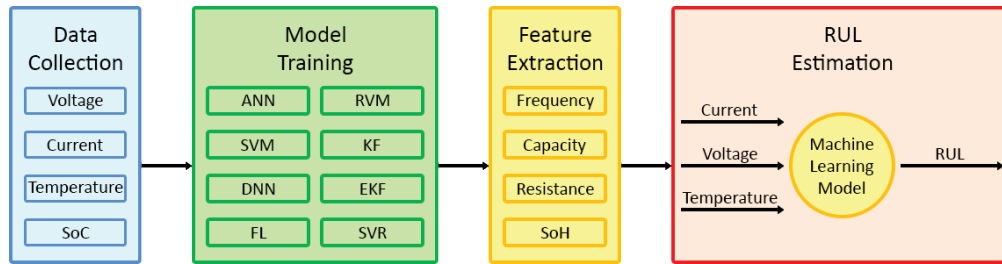 Data
Collection
Voltage
Current
Temperature
SoC
Model
Training
ANN
RVM
SVM
KF
DNN
EKF
FL
SVR
Feature
Extraction
Frequency
Capacity
Resistance
SoH
RUL
Estimation
Current
Voltage
Temperature
Machine
Learning
Model
RUL